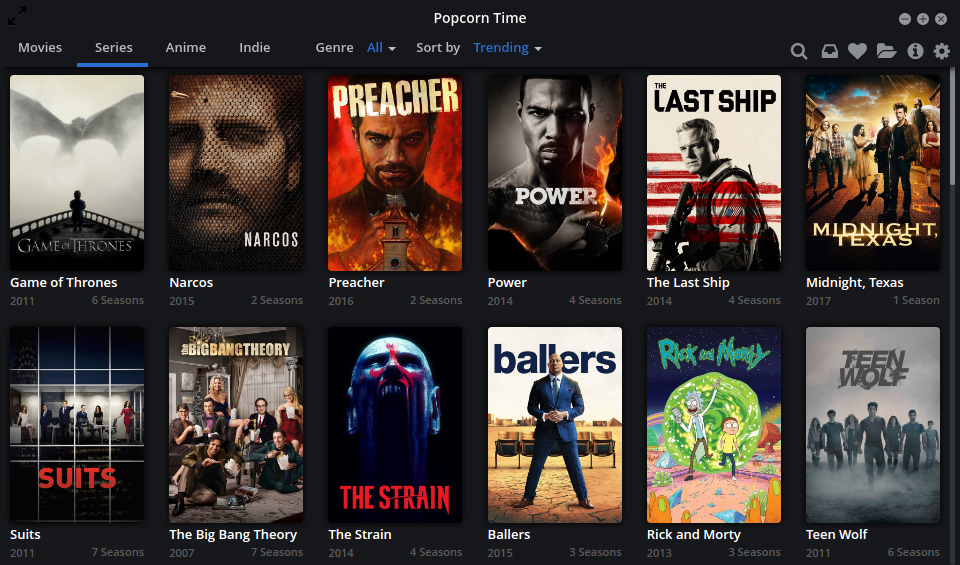 Popcorn Time
Movies Series Anime Indie Genre All Sort by Trending
PREACHER
THE
LAST SHIP
POWER
GAME OF THRONES
NARCOS
MIDNIGHT,
TEXAS
Game of Thrones Narcos Preacher Power The Last Ship Midnight, Texas
2011 6 Seasons 2015 2 Seasons 2016 2 Seasons 2014 4 Seasons 2014 4 Seasons 2017 1 Season
the BIG BANG THEORY
ballers
Rick and Morty
TEEN
WOLF
SUITS
THE STRAIN
Suits The Big Bang Theory The Strain Ballers Rick and Morty Teen Wolf
2011 7 Seasons 2007 7 Seasons 2014 4 Seasons 2015 3 Seasons 2013 3 Seasons 2011 6 Seasons